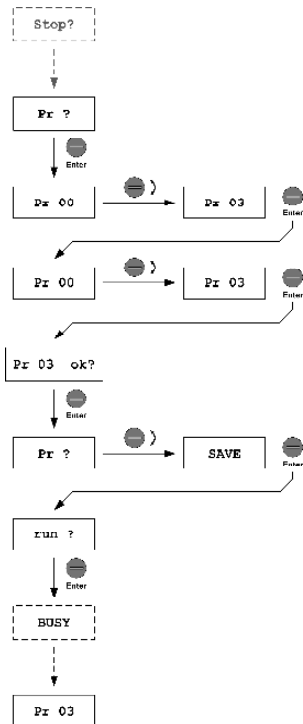 Stop?
Pr ?
Enter
Pr 00
Pr 03
Enter
Pr 00
Pr 03
Enter
Pr 03 ok?
Enter
Pr ?
SAVE
Enter
run ?
Enter
BUSY
Pr 03